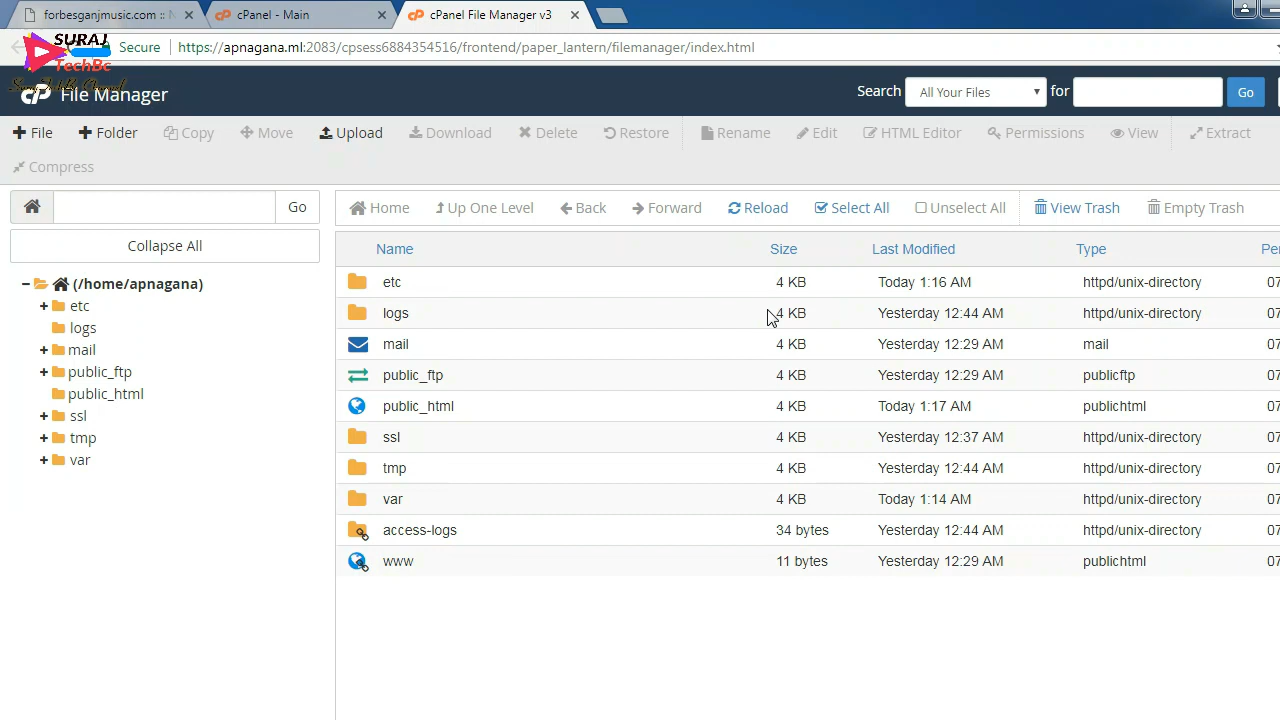 forbesganjmusic.com :: N
cPanel - Main
cPanel File Manager v3
SURAJ
TechBc
Secure
https://apnagana.ml:2083/cpsess6884354516/frontend/paper_lantern/filemanager/index.html
cP File Manager
Search
All Your Files
for
Go
File
Folder
Copy
Move
Upload
Download
Delete
Restore
Rename
Edit
HTML Editor
Permissions
View
Extract
Compress
Go
Home
Up One Level
Back
Forward
Reload
Select All
Unselect All
View Trash
Empty Trash
Collapse All
(/home/apnagana)
etc
logs
mail
public_ftp
public_html
ssl
tmp
var
Name Size Last Modified Type Pe
etc 4 KB Today 1:16 AM httpd/unix-directory 07
logs 4 KB Yesterday 12:44 AM httpd/unix-directory 07
mail 4 KB Yesterday 12:29 AM mail 07
public_ftp 4 KB Yesterday 12:29 AM publicftp 07
public_html 4 KB Today 1:17 AM publichtml 07
ssl 4 KB Yesterday 12:37 AM httpd/unix-directory 07
tmp 4 KB Yesterday 12:44 AM httpd/unix-directory 07
var 4 KB Today 1:14 AM httpd/unix-directory 07
access-logs 34 bytes Yesterday 12:44 AM httpd/unix-directory 07
www 11 bytes Yesterday 12:29 AM publichtml 07